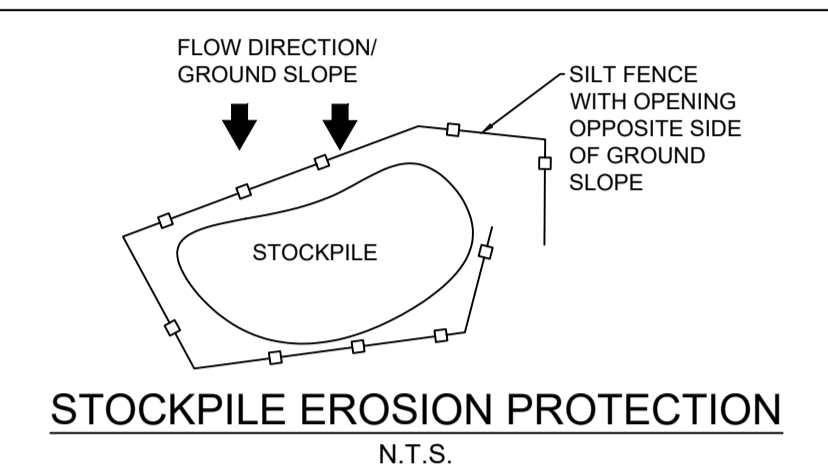 FLOW DIRECTION/
GROUND SLOPE
SILT FENCE
WITH OPENING
OPPOSITE SIDE
OF GROUND
SLOPE
STOCKPILE
STOCKPILE EROSION PROTECTION
N.T.S.